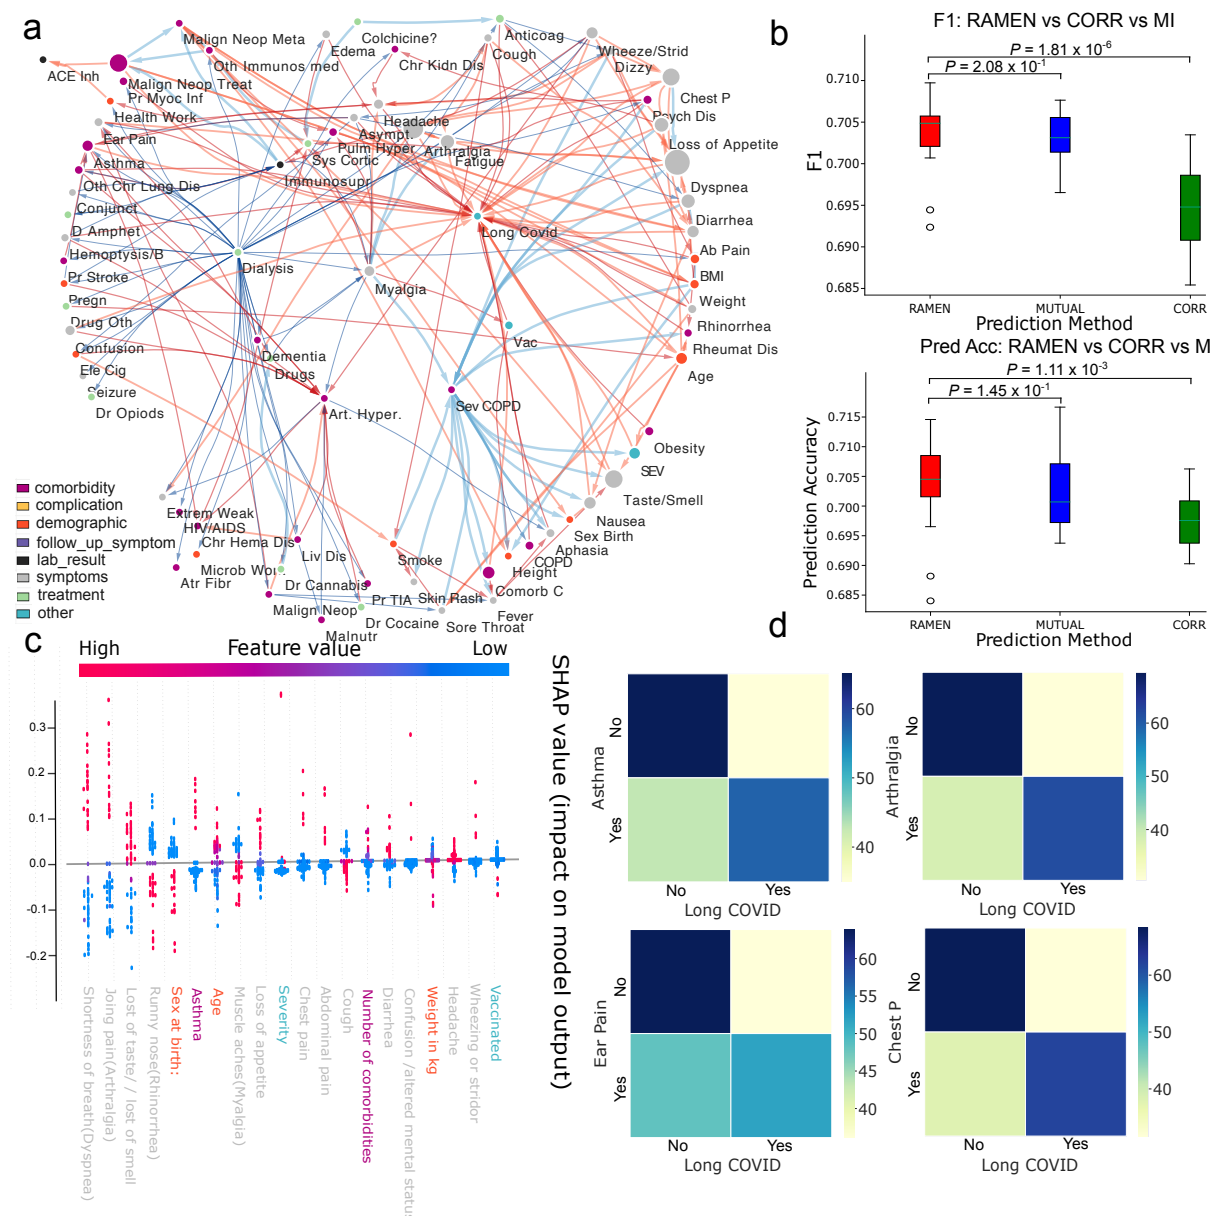 a
Malign Neop Meta
Oth Immunos med
Edema
Colchicine?
Chr Kidn Dis
Anticoag
Cough
Wheeze/Strid
Dizzy
ACE Inh
Malign Neop Treat
Pr Myoc Inf
Health Work
Ear Pain
Asthma
Oth Chr Lung Dis
Conjunct
D Amphet
Hemoptysis/B
Pr Stroke
Pregn
Drug Oth
Confusion
Ele Cig
Seizure
Dr Opiods
Headache
Asympt.
Pulm Hyper
Sys Cortic
Immunosupr
Arthralgia
Fatigue
Chest P
Psych Dis
Loss of Appetite
Dyspnea
Diarrhea
Ab Pain
BMI
Weight
Rhinorrhea
Rheumat Dis
Age
Long Covid
Dialysis
Myalgia
Vac
Dementia
Drugs
Art. Hyper.
Sev COPD
Obesity
SEV
Taste/Smell
Nausea
Sex Birth
Aphasia
COPD
Height
Comorb C
Fever
Extrem Weak
HIV/AIDS
Chr Hema Dis
Microb Wor
Atr Fibr
Liv Dis
Dr Cannabis
Malign Neop
Malnutr
Pr TIA
Dr Cocaine
Smoke
Skin Rash
Sore Throat
comorbidity
complication
demographic
follow_up_symptom
lab_result
symptoms
treatment
other
b
F1: RAMEN vs CORR vs MI
P = 1.81 x 10-6
P = 2.08 x 10-1
F1
0.710
0.705
0.700
0.695
0.690
0.685
RAMEN MUTUAL CORR
Prediction Method
Pred Acc: RAMEN vs CORR vs M
P = 1.11 x 10-3
P = 1.45 x 10-1
Prediction Accuracy
0.715
0.710
0.705
0.700
0.695
0.690
0.685
RAMEN MUTUAL CORR
Prediction Method
c
High Feature value Low
0.3
0.2
0.1
0.0
-0.1
-0.2
SHAP value (impact on model output)
Shortness of breath(Dyspnea)
Joing pain(Arthralgia)
Lost of taste/ / lost of smell
Runny nose(Rhinorrhea)
Sex at birth:
Asthma
Age
Muscle aches(Myalgia)
Loss of appetite
Severity
Chest pain
Abdominal pain
Cough
Number of comorbidities
Diarrhea
Confusion /altered mental status
Weight in kg
Headache
Wheezing or stridor
Vaccinated
d
Asthma
No
Yes
No Yes
Long COVID
60
50
40
Arthralgia
No
Yes
No Yes
Long COVID
60
50
40
Ear Pain
No
Yes
No Yes
Long COVID
60
55
50
45
40
Chest P
No
Yes
No Yes
Long COVID
60
50
40